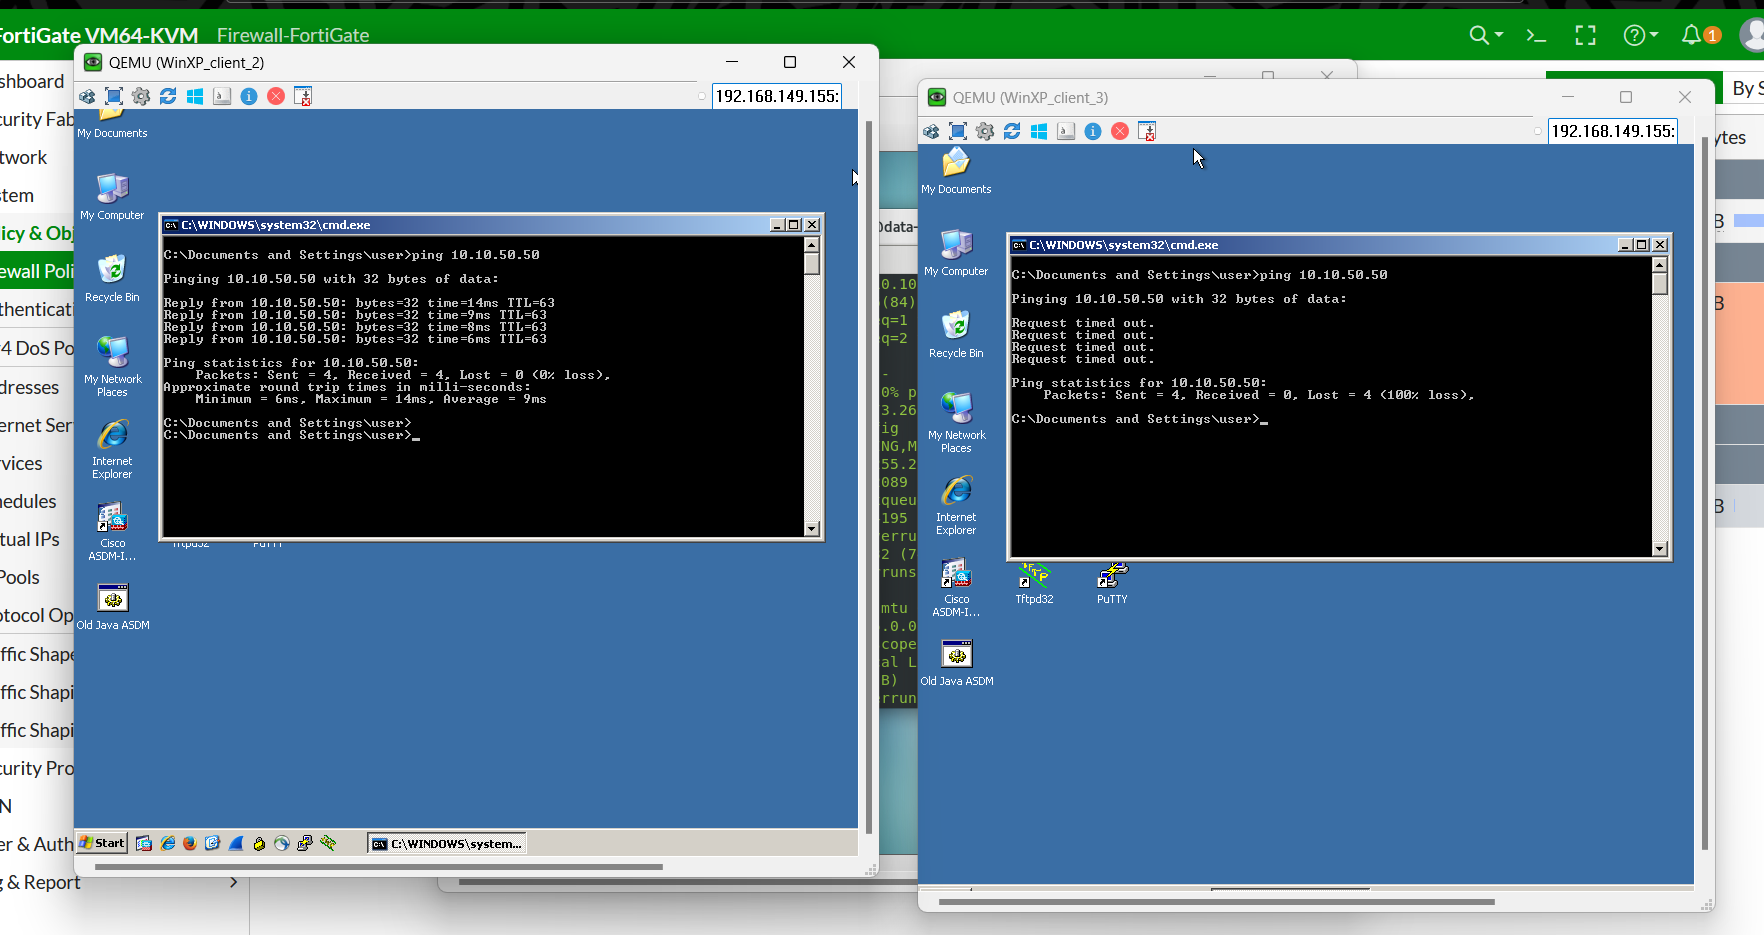 FortiGate VM64-KVM Firewall-FortiGate
1
shboard
curity Fab
twork
stem
licy & Obj
ewall Poli
thenticati
v4 DoS Po
dresses
ernet Ser
rvices
hedules
tual IPs
Pools
otocol Op
ffic Shape
ffic Shapi
ffic Shapi
curity Pro
N
er & Auth
g & Report
QEMU (WinXP_client_2)
192.168.149.155:
My Documents
My Computer
Recycle Bin
My Network
Places
Internet
Explorer
Cisco
ASDM-I...
Old Java ASDM
C:\WINDOWS\system32\cmd.exe
C:\Documents and Settings\user>ping 10.10.50.50
Pinging 10.10.50.50 with 32 bytes of data:
Reply from 10.10.50.50: bytes=32 time=14ms TTL=63
Reply from 10.10.50.50: bytes=32 time=9ms TTL=63
Reply from 10.10.50.50: bytes=32 time=8ms TTL=63
Reply from 10.10.50.50: bytes=32 time=6ms TTL=63
Ping statistics for 10.10.50.50:
Packets: Sent = 4, Received = 4, Lost = 0 (0% loss),
Approximate round trip times in milli-seconds:
Minimum = 6ms, Maximum = 14ms, Average = 9ms
C:\Documents and Settings\user>
C:\Documents and Settings\user>_
Tftpd32 PuTTY
Start
C:\WINDOWS\system...
data-
0.10
(84)
q=1
q=2
-
0% p
3.26
ig
NG,M
55.2
089
queu
195
erru
2 (7
runs
mtu
.0.0
cope
al L
B)
rrun
QEMU (WinXP_client_3)
192.168.149.155:
My Documents
My Computer
Recycle Bin
My Network
Places
Internet
Explorer
Cisco
ASDM-I...
Tftpd32
PuTTY
Old Java ASDM
C:\WINDOWS\system32\cmd.exe
C:\Documents and Settings\user>ping 10.10.50.50
Pinging 10.10.50.50 with 32 bytes of data:
Request timed out.
Request timed out.
Request timed out.
Request timed out.
Ping statistics for 10.10.50.50:
Packets: Sent = 4, Received = 0, Lost = 4 (100% loss),
C:\Documents and Settings\user>_
By S
ytes
B
B
B